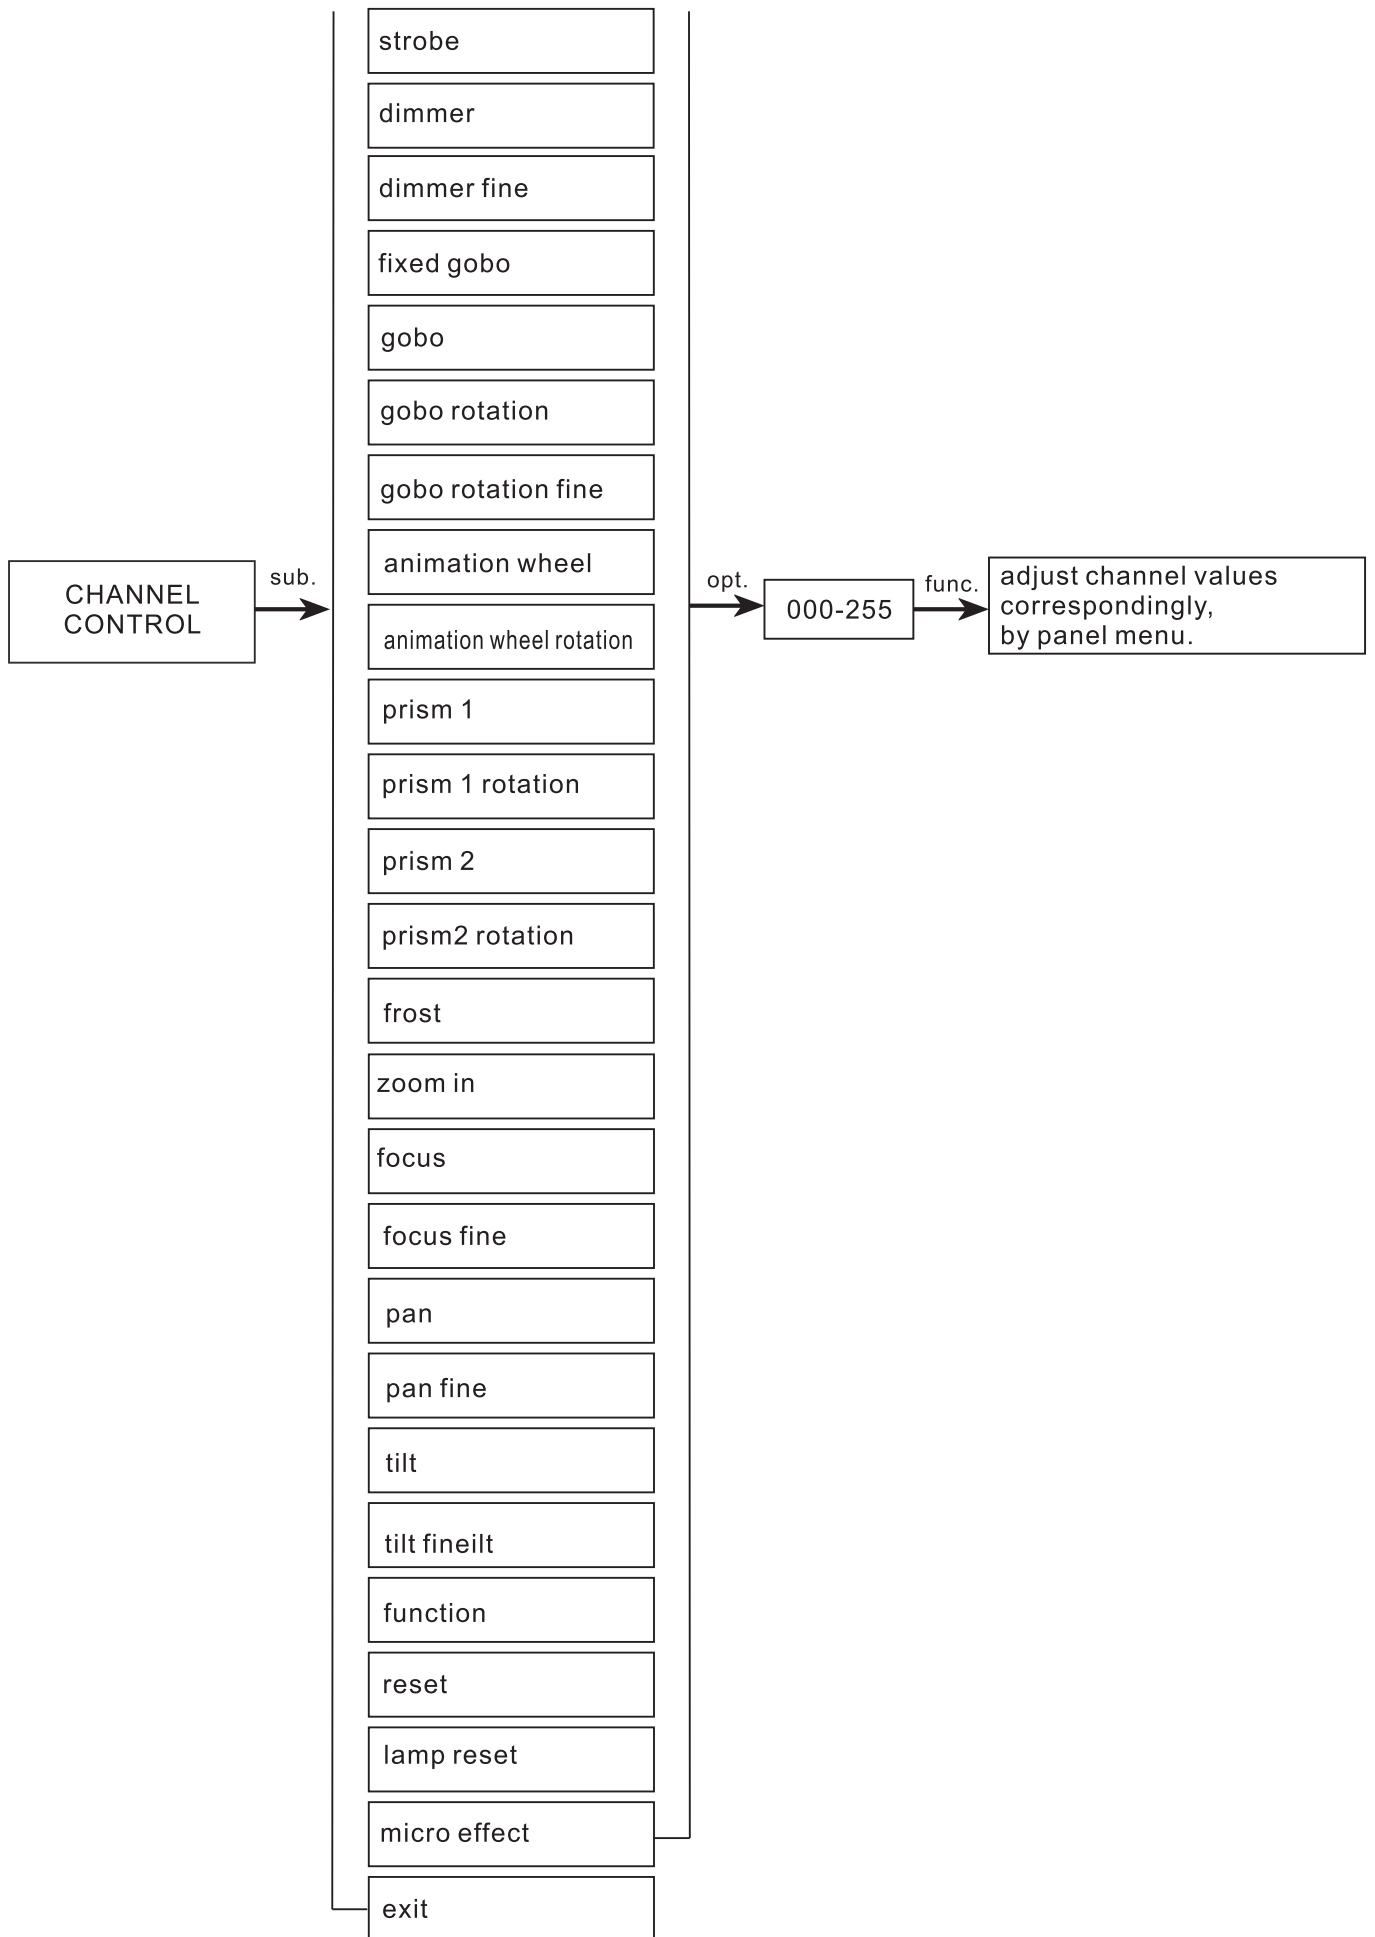 strobe
dimmer
dimmer fine
fixed gobo
gobo
gobo rotation
gobo rotation fine
animation wheel
CHANNEL
CONTROL
sub.
animation wheel rotation
opt.
000-255
func.
adjust channel values
correspondingly,
by panel menu.
prism 1
prism 1 rotation
prism 2
prism2 rotation
frost
zoom in
focus
focus fine
pan
pan fine
tilt
tilt fineilt
function
reset
lamp reset
micro effect
exit